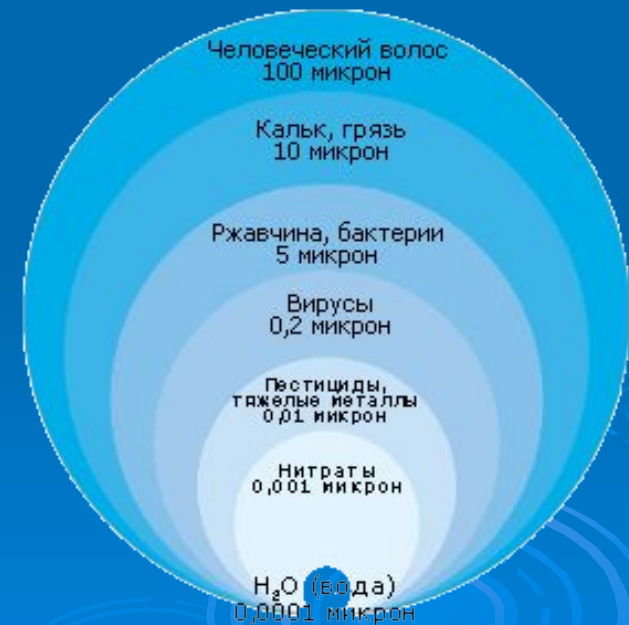 Человеческий волос
100 микрон
Кальк, грязь
10 микрон
Ржавчина, бактерии
5 микрон
Вирусы
0,2 микрон
Пестициды,
тяжелые металлы
0,01 микрон
Нитраты
0,001 микрон
H₂O (вода)
0,0001 микрон